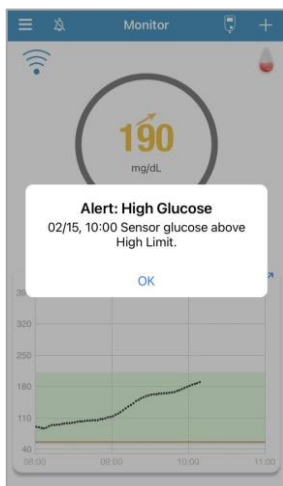 Monitor
190
mg/dL
Alert: High Glucose
02/15, 10:00 Sensor glucose above
High Limit.
OK
320
250
180
110
40
08:00 09:00 10:00 11:00